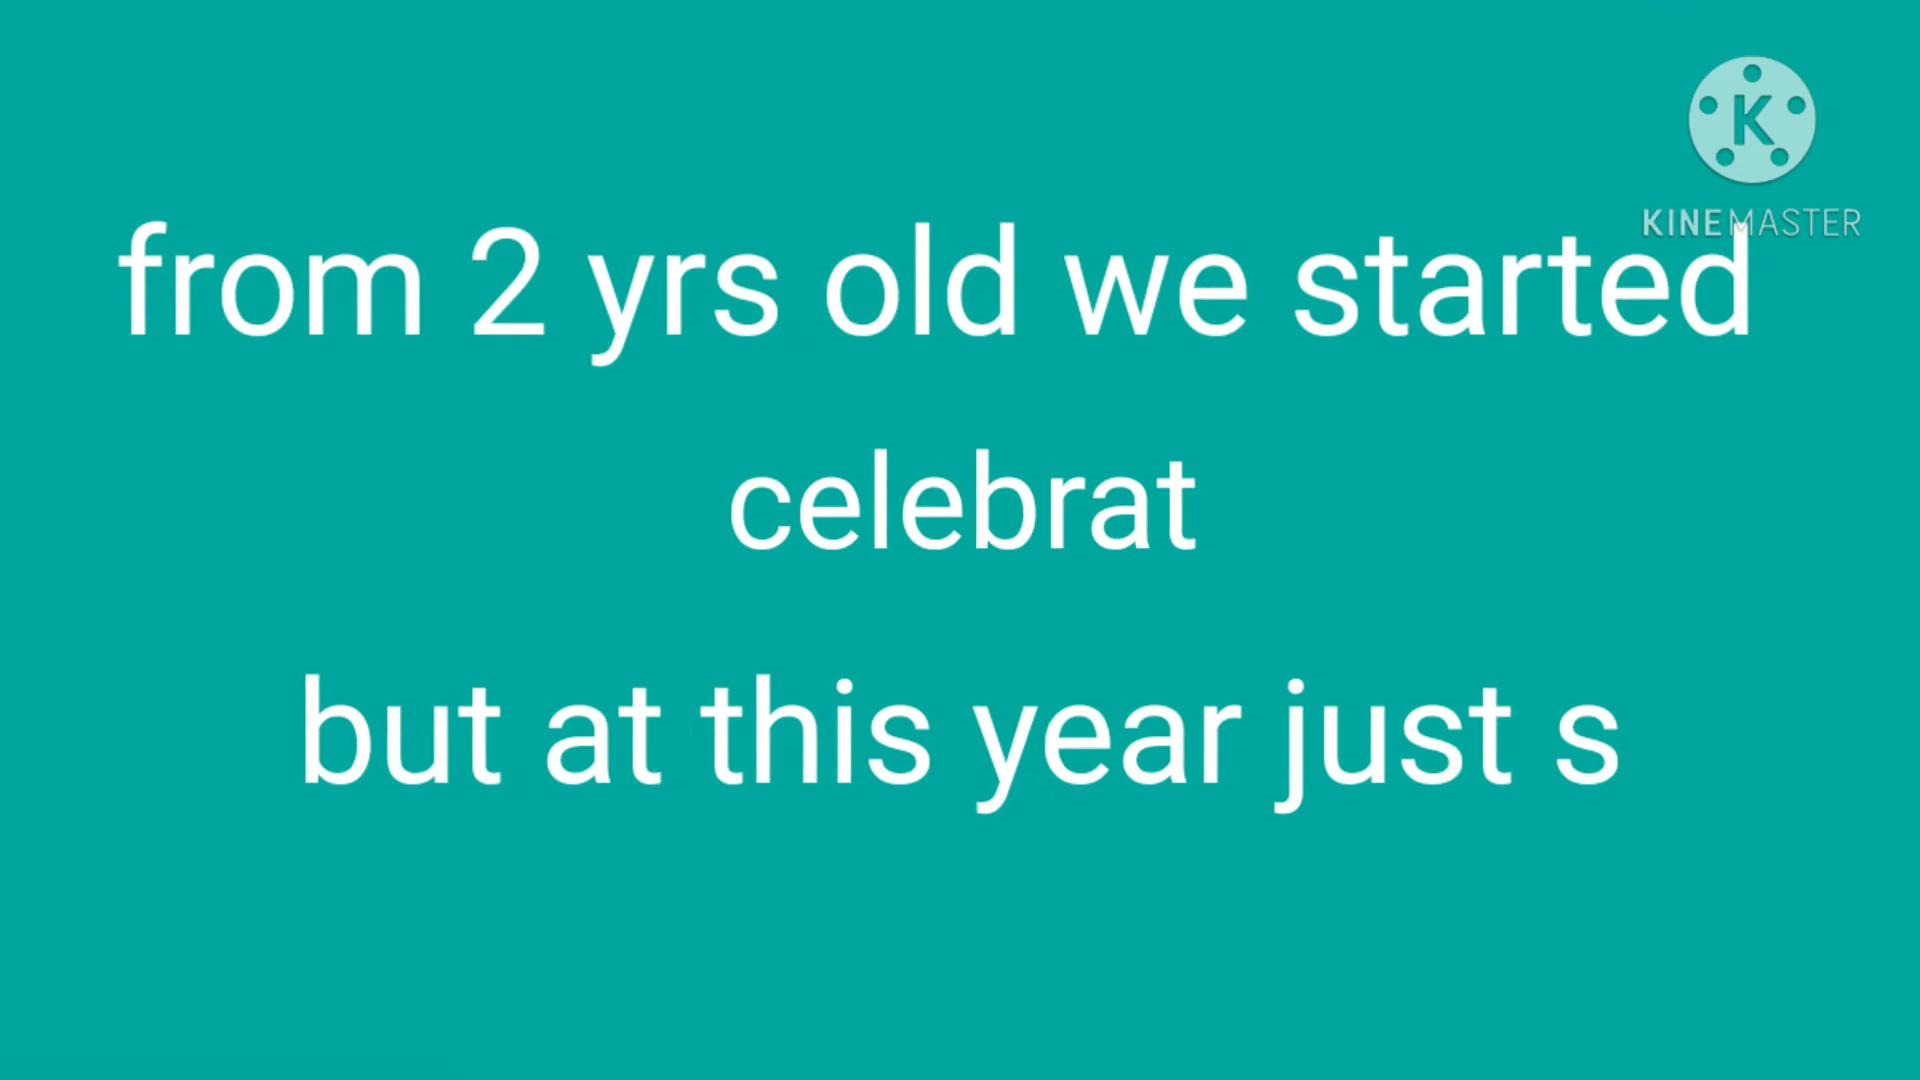 K
KINEMASTER
from 2 yrs old we started
celebrat
but at this year just s